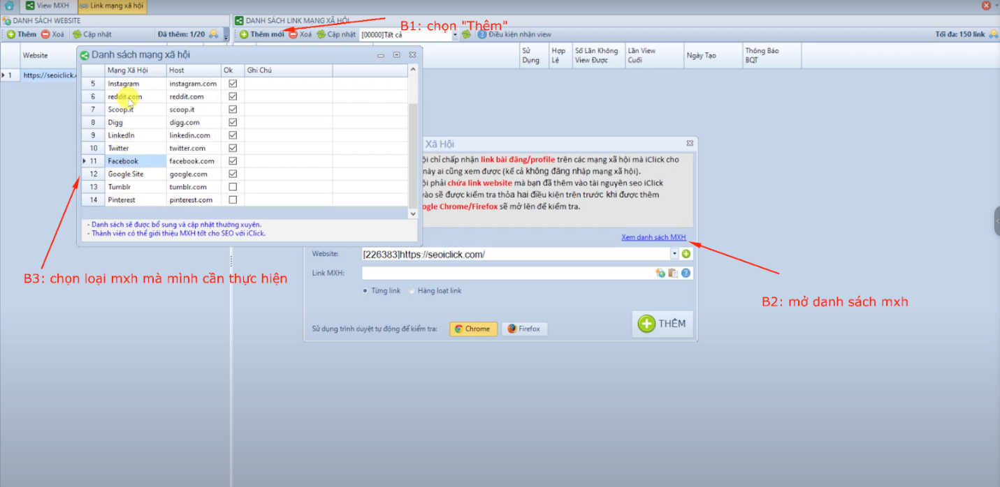 View MXH
Link mạng xã hội
DANH SÁCH WEBSITE
DANH SÁCH LINK MẠNG XÃ HỘI
B1: chọn "Thêm"
Thêm Xoá Cập nhật Đã thêm: 1/20
Thêm mới Xoá Cập nhật [00000]Tất cả Điều kiện nhận view Tối đa: 150 link
Website
Sử Dụng
Hợp Lệ
Số Lần Không View Được
Lần View Cuối
Ngày Tạo
Thông Báo BQT
1 https://seoiclick.
Danh sách mạng xã hội
Mạng Xã Hội Host Ok Ghi Chú
5 Instagram instagram.com
6 reddit.com reddit.com
7 Scoop.it scoop.it
8 Digg digg.com
9 LinkedIn linkedin.com
10 Twitter twitter.com
11 Facebook facebook.com
12 Google Site google.com
13 Tumblr tumblr.com
14 Pinterest pinterest.com
- Danh sách sẽ được bổ sung và cập nhật thường xuyên.
- Thành viên có thể giới thiệu MXH tốt cho SEO với iClick.
Xã Hội
chỉ chấp nhận link bài đăng/profile trên các mạng xã hội mà iClick cho
này ai cũng xem được (kể cả không đăng nhập mạng xã hội).
phải chứa link website mà bạn đã thêm vào tài nguyên seo iClick
vào sẽ được kiểm tra thỏa hai điều kiện trên trước khi được thêm
ogle Chrome/Firefox sẽ mở lên để kiểm tra.
Xem danh sách MXH
Website: [226383]https://seoiclick.com/
Link MXH:
Từng link Hàng loạt link
Sử dụng trình duyệt tự động để kiểm tra: Chrome Firefox
THÊM
B3: chọn loại mxh mà mình cần thực hiện
B2: mở danh sách mxh